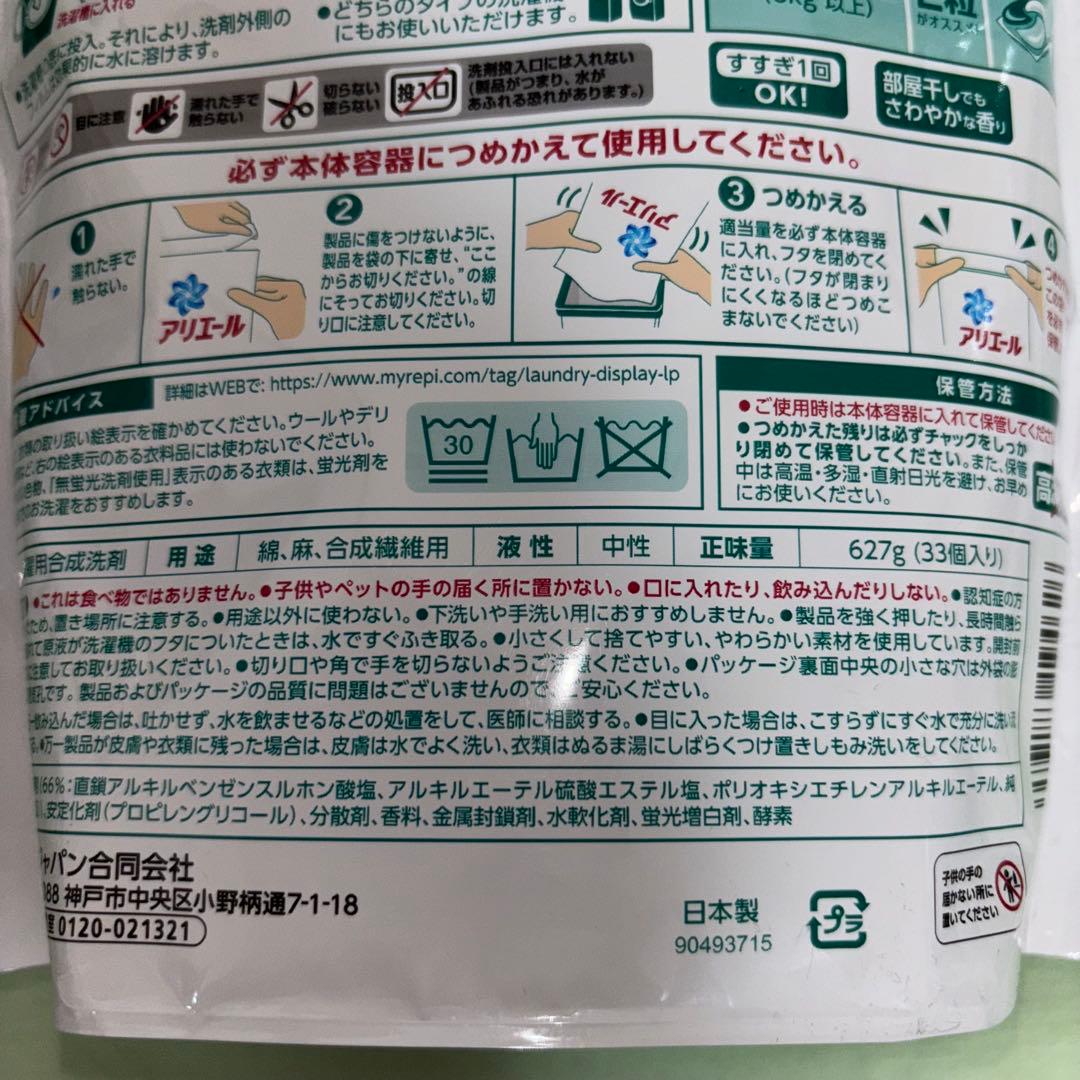 洗濯槽に入れる
に投入。それにより、洗剤外側の
果的に水に溶けます。
●どちらのタイプの洗濯機
にもお使いいただけます。
(6kg以上)
2粒
がオススメ
目に注意
濡れた手で
触らない
切らない
破らない
投入口
洗剤投入口には入れない
(製品がつまり、水が
あふれる恐れがあります。)
すすぎ1回
OK!
部屋干しでも
さわやかな香り
必ず本体容器につめかえて使用してください。
1
濡れた手で
触らない。
アリエール
2
製品に傷をつけないように、
製品を袋の下に寄せ、“ここ
からお切りください。”の線
にそってお切りください。切
り口に注意してください。
アリエール
3 つめかえる
適当量を必ず本体容器
に入れ、フタを閉めてく
ださい。(フタが閉まり
にくくなるほどつめこ
まないでください)
アリエール
4
アドバイス
詳細はWEBで: https://www.myrepi.com/tag/laundry-display-lp
の取り扱い絵表示を確かめてください。ウールやデリ
など、右の絵表示のある衣料品には使わないでください。
色物、「無蛍光洗剤使用」表示のある衣類は、蛍光剤を
のお洗濯をおすすめします。
30
保管方法
●ご使用時は本体容器に入れて保管してください
●つめかえた残りは必ずチャックをしっか
り閉めて保管してください。また、保管
中は高温・多湿・直射日光を避け、お早め
にお使いください。
用合成洗剤 用途 綿、麻、合成繊維用 液性 中性 正味量 627g (33個入り)
●これは食べ物ではありません。●子供やペットの手の届く所に置かない。●口に入れたり、飲み込んだりしない。●認知症の方
ため、置き場所に注意する。●用途以外に使わない。●下洗いや手洗い用におすすめしません。●製品を強く押したり、長時間触ら
れて原液が洗濯機のフタについたときは、水ですぐふき取る。●小さくして捨てやすい、やわらかい素材を使用しています。開封前
に注意してお取り扱いください。●切り口や角で手を切らないようご注意ください。●パッケージ裏面中央の小さな穴は外袋の
孔です。製品およびパッケージの品質に問題はございませんので、ご安心ください。
一飲み込んだ場合は、吐かせず、水を飲ませるなどの処置をして、医師に相談する。●目に入った場合は、こすらずにすぐ水で充分に洗い
る。●万一製品が皮膚や衣類に残った場合は、皮膚は水でよく洗い、衣類はぬるま湯にしばらくつけ置きしもみ洗いをしてください。
剤(66%:直鎖アルキルベンゼンスルホン酸塩、アルキルエーテル硫酸エステル塩、ポリオキシエチレンアルキルエーテル、純
、安定化剤(プロピレングリコール)、分散剤、香料、金属封鎖剤、水軟化剤、蛍光増白剤、酵素
ャパン合同会社
088 神戸市中央区小野柄通7-1-18
室 0120-021321
日本製
90493715
プラ
子供の手の
届かない所に
置いてください